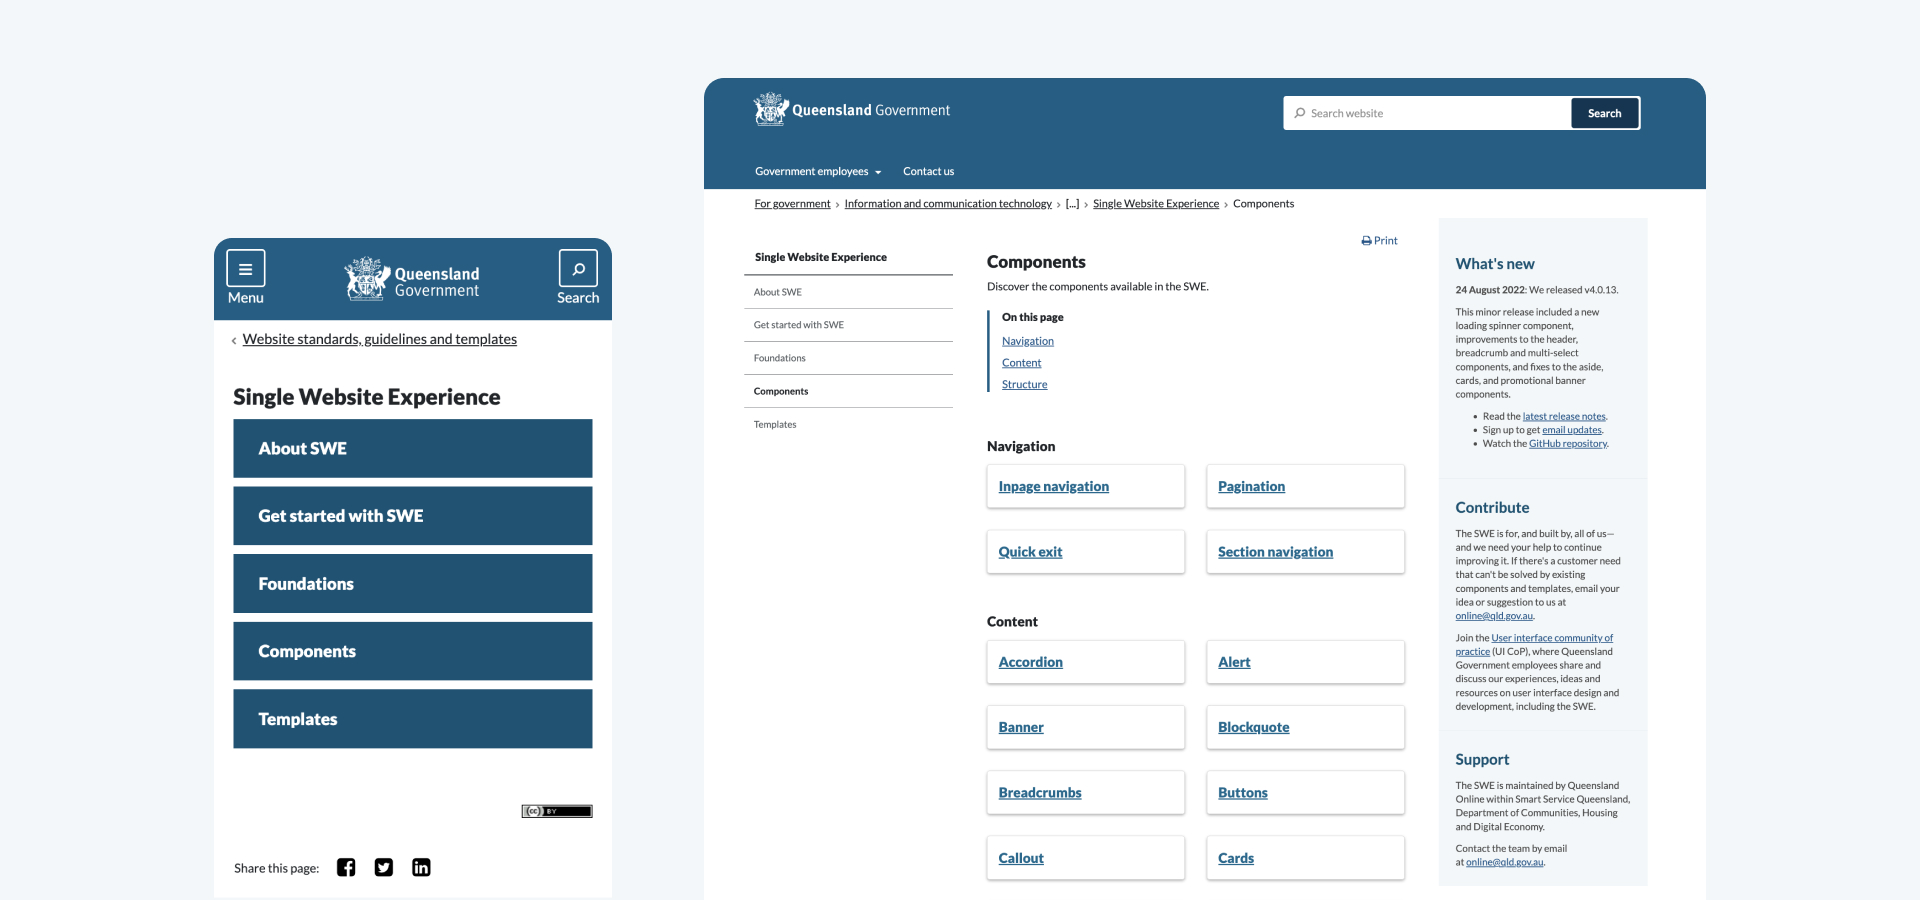 Menu
Queensland
Government
Search
‹ Website standards, guidelines and templates
Single Website Experience
About SWE
Get started with SWE
Foundations
Components
Templates
CC BY
Share this page:
Queensland Government
Search website
Search
Government employees
Contact us
For government › Information and communication technology › [...] › Single Website Experience › Components
Single Website Experience
About SWE
Get started with SWE
Foundations
Components
Templates
Print
Components
Discover the components available in the SWE.
On this page
Navigation
Content
Structure
Navigation
Inpage navigation
Pagination
Quick exit
Section navigation
Content
Accordion
Alert
Banner
Blockquote
Breadcrumbs
Buttons
Callout
Cards
What's new
24 August 2022: We released v4.0.13.
This minor release included a new
loading spinner component,
improvements to the header,
breadcrumb and multi-select
components, and fixes to the aside,
cards, and promotional banner
components.
• Read the latest release notes.
• Sign up to get email updates.
• Watch the GitHub repository.
Contribute
The SWE is for, and built by, all of us—
and we need your help to continue
improving it. If there's a customer need
that can't be solved by existing
components and templates, email your
idea or suggestion to us at
online@qld.gov.au.
Join the User interface community of
practice (UI CoP), where Queensland
Government employees share and
discuss our experiences, ideas and
resources on user interface design and
development, including the SWE.
Support
The SWE is maintained by Queensland
Online within Smart Service Queensland,
Department of Communities, Housing
and Digital Economy.
Contact the team by email
at online@qld.gov.au.